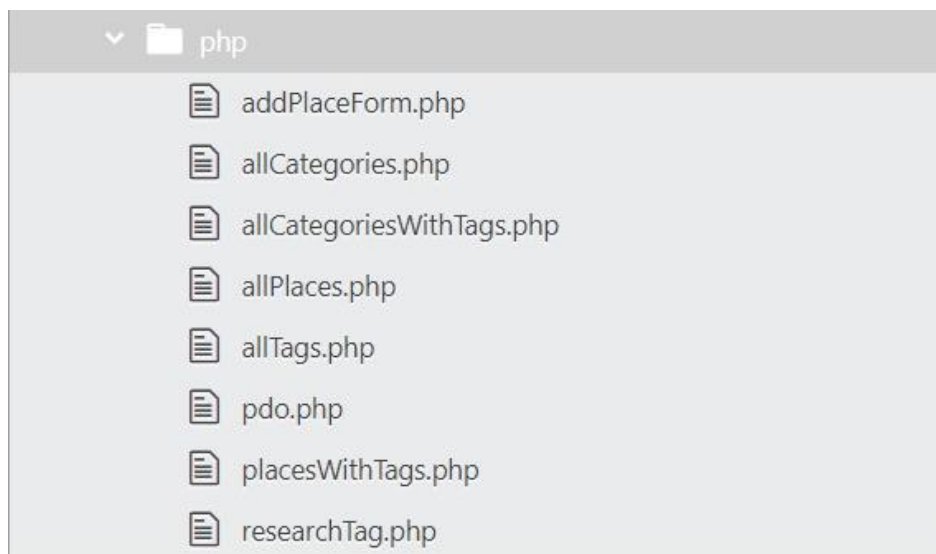 php
addPlaceForm.php
allCategories.php
allCategoriesWithTags.php
allPlaces.php
allTags.php
pdo.php
placesWithTags.php
researchTag.php